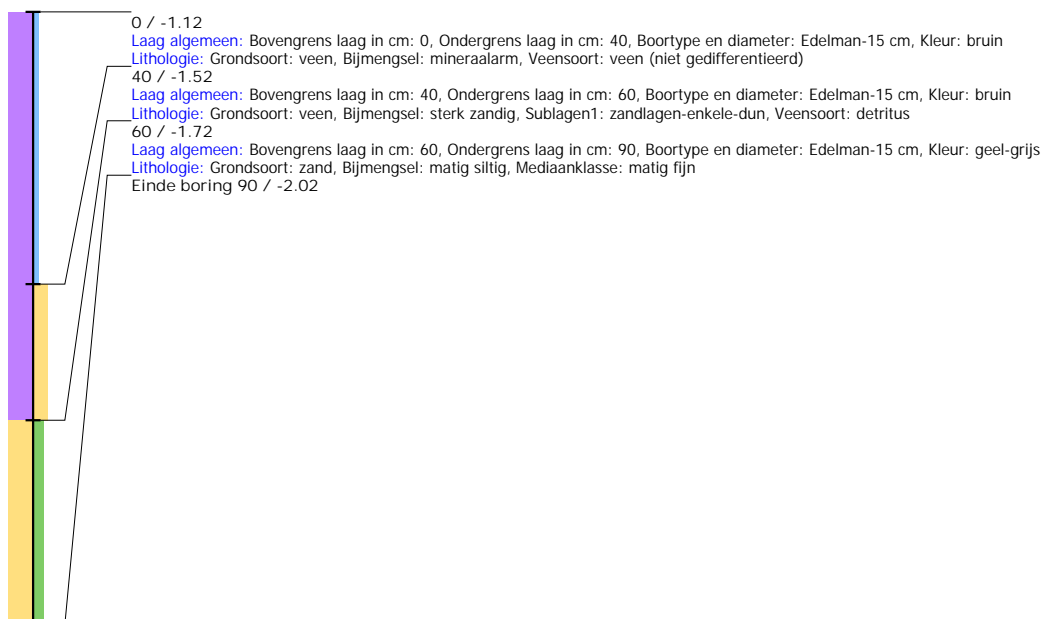 0 / -1.12
Laag algemeen: Bovengrens laag in cm: 0, Ondergrens laag in cm: 40, Boortype en diameter: Edelman-15 cm, Kleur: bruin
Lithologie: Grondsoort: veen, Bijmengsel: mineraalarm, Veensoort: veen (niet gedifferentieerd)
40 / -1.52
Laag algemeen: Bovengrens laag in cm: 40, Ondergrens laag in cm: 60, Boortype en diameter: Edelman-15 cm, Kleur: bruin
Lithologie: Grondsoort: veen, Bijmengsel: sterk zandig, Sublagen1: zandlagen-enkele-dun, Veensoort: detritus
60 / -1.72
Laag algemeen: Bovengrens laag in cm: 60, Ondergrens laag in cm: 90, Boortype en diameter: Edelman-15 cm, Kleur: geel-grijs
Lithologie: Grondsoort: zand, Bijmengsel: matig siltig, Mediaanklasse: matig fijn
Einde boring 90 / -2.02